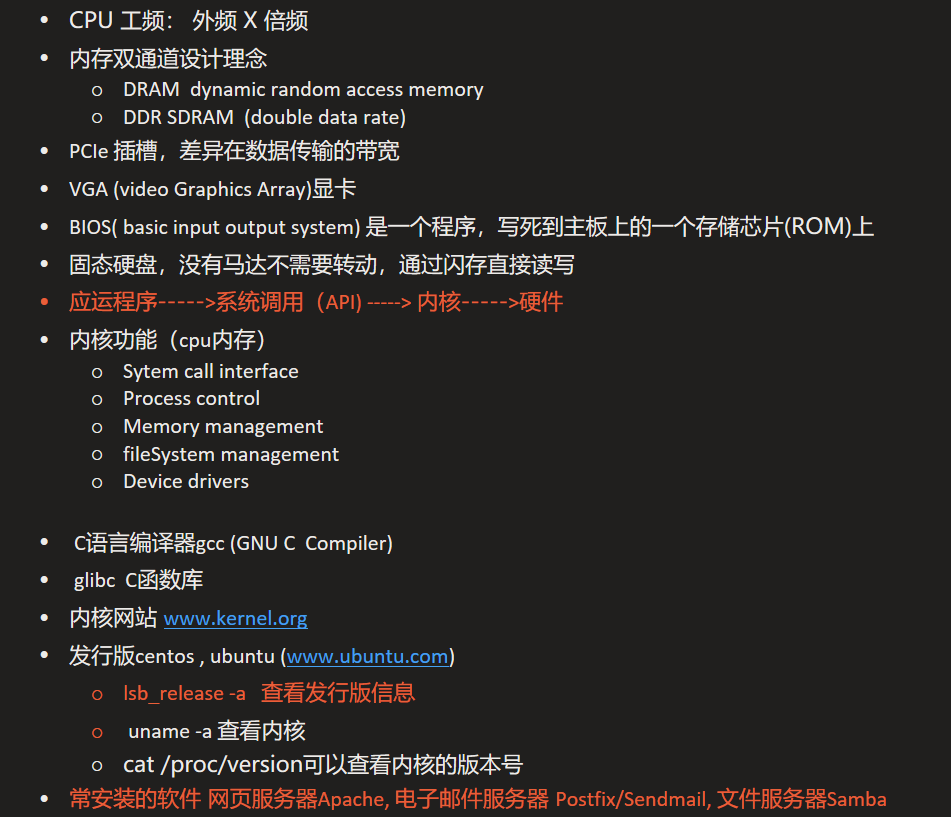 • CPU 工频： 外频 X 倍频
• 内存双通道设计理念
o DRAM dynamic random access memory
o DDR SDRAM (double data rate)
• PCIe 插槽，差异在数据传输的带宽
• VGA (video Graphics Array)显卡
• BIOS( basic input output system) 是一个程序，写死到主板上的一个存储芯片(ROM)上
• 固态硬盘，没有马达不需要转动，通过闪存直接读写
• 应运程序----->系统调用（API) -----> 内核----->硬件
• 内核功能（cpu内存）
o Sytem call interface
o Process control
o Memory management
o fileSystem management
o Device drivers
• C语言编译器gcc (GNU C Compiler)
• glibc C函数库
• 内核网站 www.kernel.org
• 发行版centos , ubuntu (www.ubuntu.com)
o lsb_release -a 查看发行版信息
o uname -a 查看内核
o cat /proc/version可以查看内核的版本号
• 常安装的软件 网页服务器Apache, 电子邮件服务器 Postfix/Sendmail, 文件服务器Samba